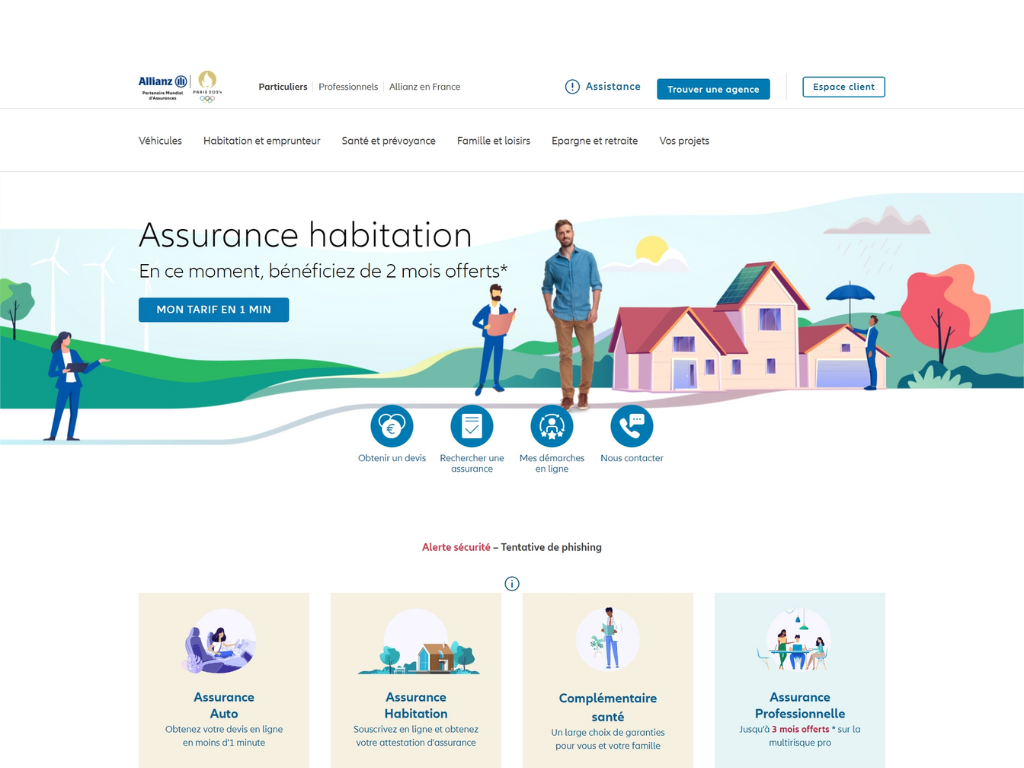 Allianz
Partenaire Mondial
d'Assurances
PARIS 2024
Particuliers
Professionnels
Allianz en France
Assistance
Trouver une agence
Espace client
Véhicules
Habitation et emprunteur
Santé et prévoyance
Famille et loisirs
Epargne et retraite
Vos projets
Assurance habitation
En ce moment, bénéficiez de 2 mois offerts*
MON TARIF EN 1 MIN
Obtenir un devis
Rechercher une
assurance
Mes démarches
en ligne
Nous contacter
Alerte sécurité – Tentative de phishing
Assurance
Auto
Obtenez votre devis en ligne
en moins d'1 minute
Assurance
Habitation
Souscrivez en ligne et obtenez
votre attestation d'assurance
Complémentaire
santé
Un large choix de garanties
pour vous et votre famille
Assurance
Professionnelle
Jusqu'à 3 mois offerts * sur la
multirisque pro